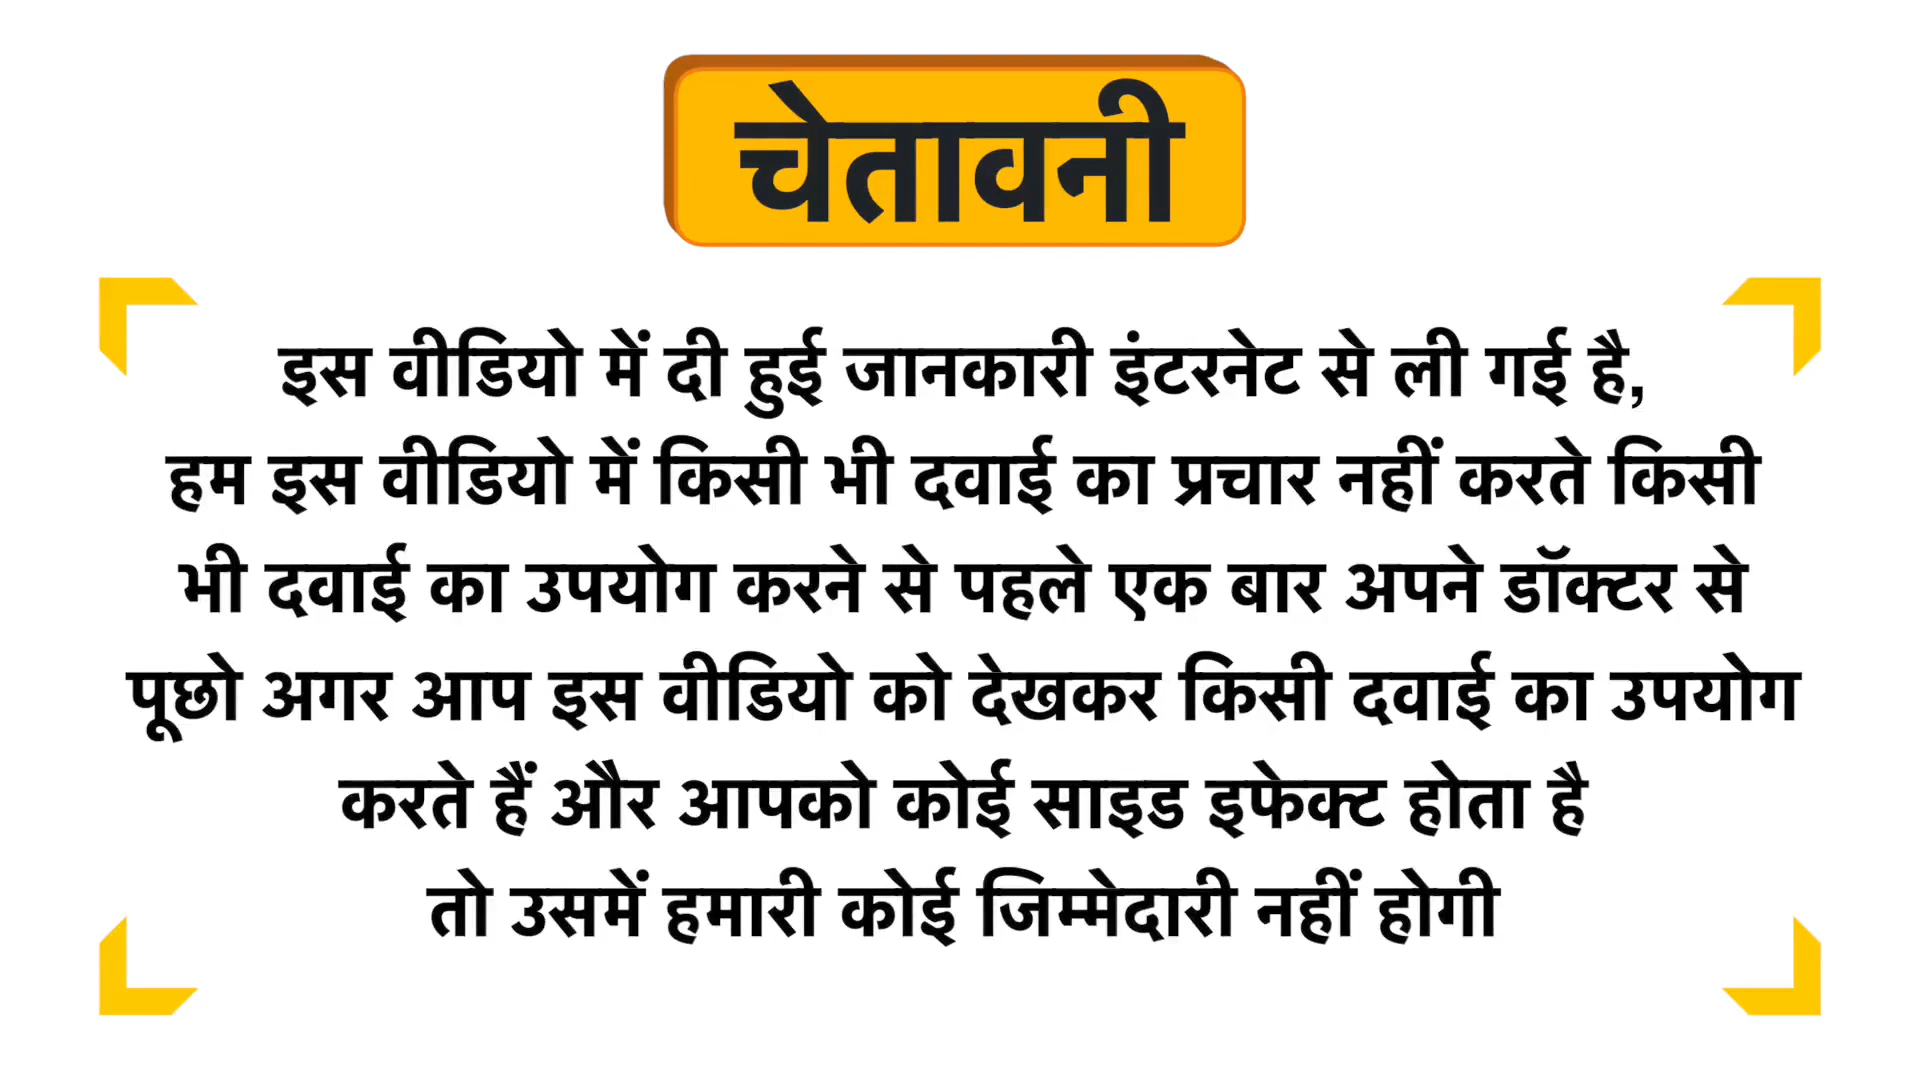 चेतावनी
इस वीडियो में दी हुई जानकारी इंटरनेट से ली गई है,
हम इस वीडियो में किसी भी दवाई का प्रचार नहीं करते किसी
भी दवाई का उपयोग करने से पहले एक बार अपने डॉक्टर से
पूछो अगर आप इस वीडियो को देखकर किसी दवाई का उपयोग
करते हैं और आपको कोई साइड इफेक्ट होता है
तो उसमें हमारी कोई जिम्मेदारी नहीं होगी